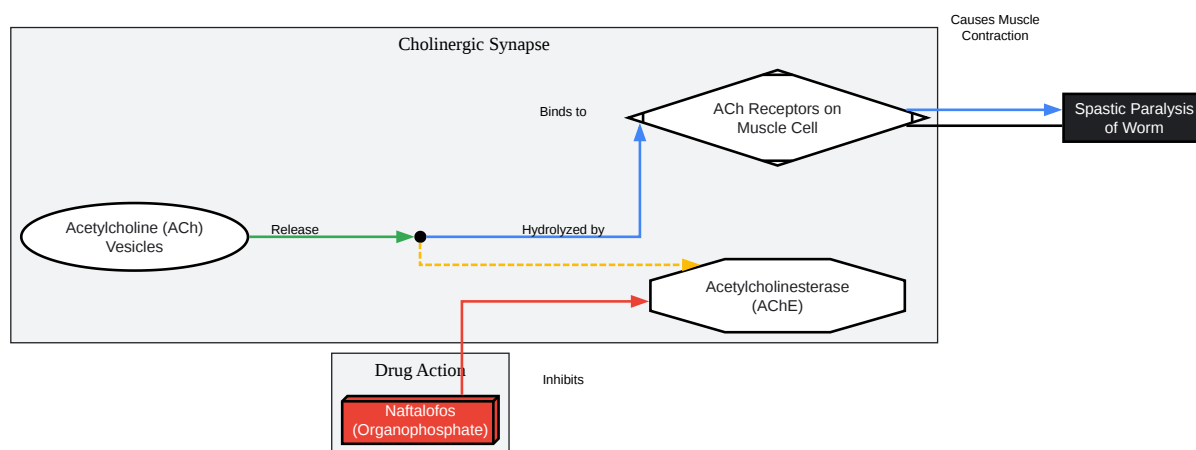 Causes Muscle
Contraction
Cholinergic Synapse
Binds to
ACh Receptors on
Muscle Cell
Spastic Paralysis
of Worm
Acetylcholine (ACh)
Vesicles
Release
Hydrolyzed by
Acetylcholinesterase
(AChE)
Drug Action
Inhibits
Naftalofos
(Organophosphate)